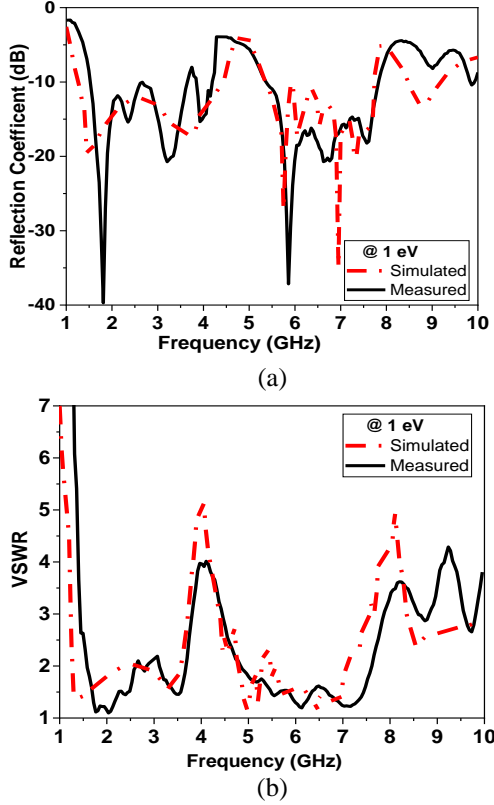 0
-10
-20
-30
-40
Reflection Coefficent (dB)
@ 1 eV
Simulated
Measured
1 2 3 4 5 6 7 8 9 10
Frequency (GHz)
(a)
7
6
5
4
3
2
1
VSWR
@ 1 eV
Simulated
Measured
1 2 3 4 5 6 7 8 9 10
Frequency (GHz)
(b)